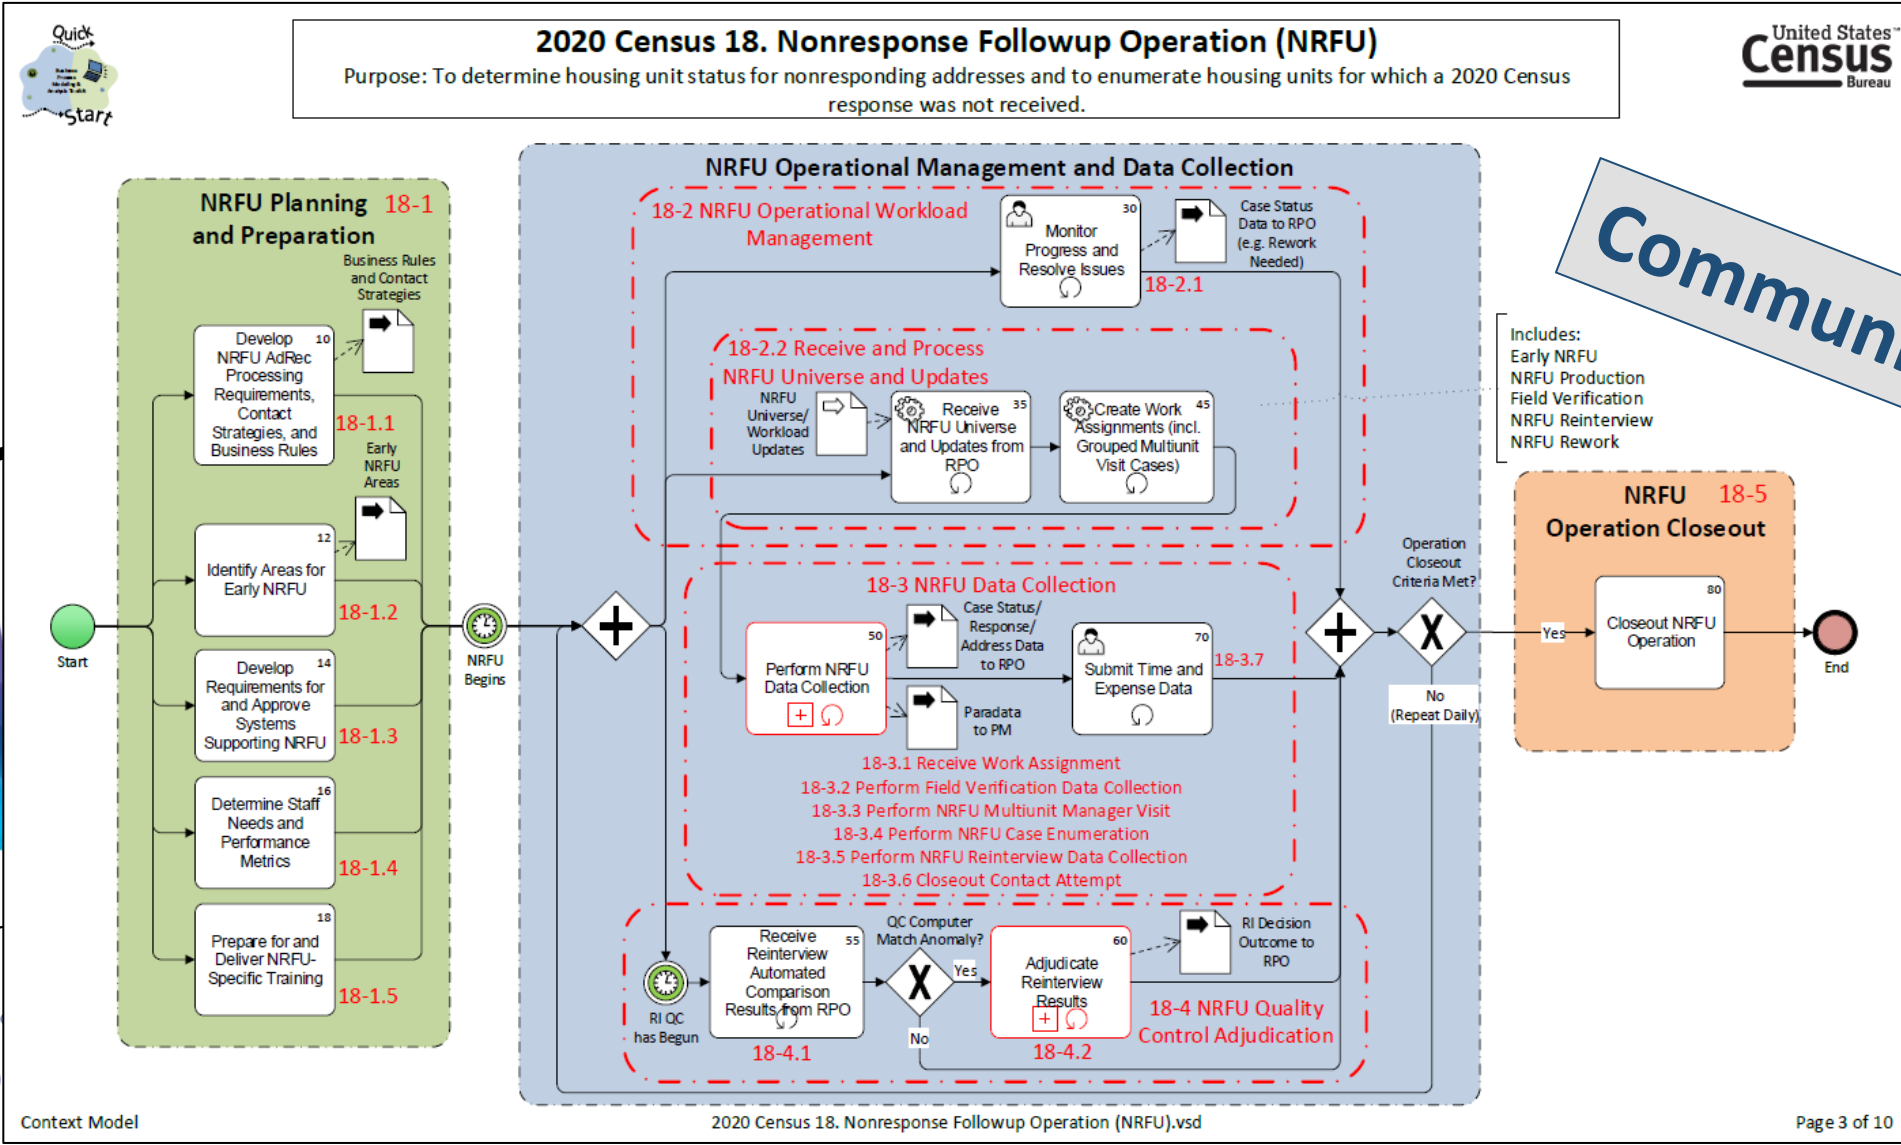 Quick
Start
2020 Census 18. Nonresponse Followup Operation (NRFU)
Purpose: To determine housing unit status for nonresponding addresses and to enumerate housing units for which a 2020 Census
response was not received.
United States™
Census
Bureau
NRFU Planning 18-1
and Preparation
Business Rules
and Contact
Strategies
10
Develop
NRFU AdRec
Processing
Requirements,
Contact
Strategies, and
Business Rules
18-1.1
Early
NRFU
Areas
12
Identify Areas for
Early NRFU
18-1.2
Start
14
Develop
Requirements for
and Approve
Systems
Supporting NRFU
18-1.3
16
Determine Staff
Needs and
Performance
Metrics
18-1.4
18
Prepare for and
Deliver NRFU-
Specific Training
18-1.5
NRFU
Begins
NRFU Operational Management and Data Collection
18-2 NRFU Operational Workload
Management
30
Monitor
Progress and
Resolve Issues
18-2.1
Case Status
Data to RPO
(e.g. Rework
Needed)
18-2.2 Receive and Process
NRFU Universe and Updates
NRFU
Universe/
Workload
Updates
35
Receive
NRFU Universe
and Updates from
RPO
45
Create Work
Assignments (incl.
Grouped Multiunit
Visit Cases)
Includes:
Early NRFU
NRFU Production
Field Verification
NRFU Reinterview
NRFU Rework
Communi
18-3 NRFU Data Collection
50
Perform NRFU
Data Collection
Case Status/
Response/
Address Data
to RPO
Paradata
to PM
70
Submit Time and
Expense Data
18-3.7
18-3.1 Receive Work Assignment
18-3.2 Perform Field Verification Data Collection
18-3.3 Perform NRFU Multiunit Manager Visit
18-3.4 Perform NRFU Case Enumeration
18-3.5 Perform NRFU Reinterview Data Collection
18-3.6 Closeout Contact Attempt
RI QC
has Begun
55
Receive
Reinterview
Automated
Comparison
Results from RPO
18-4.1
QC Computer
Match Anomaly?
X
Yes
No
60
Adjudicate
Reinterview
Results
18-4.2
RI Decision
Outcome to
RPO
18-4 NRFU Quality
Control Adjudication
Operation
Closeout
Criteria Met?
X
Yes
No
(Repeat Daily)
NRFU 18-5
Operation Closeout
80
Closeout NRFU
Operation
End
Context Model
2020 Census 18. Nonresponse Followup Operation (NRFU).vsd
Page 3 of 10